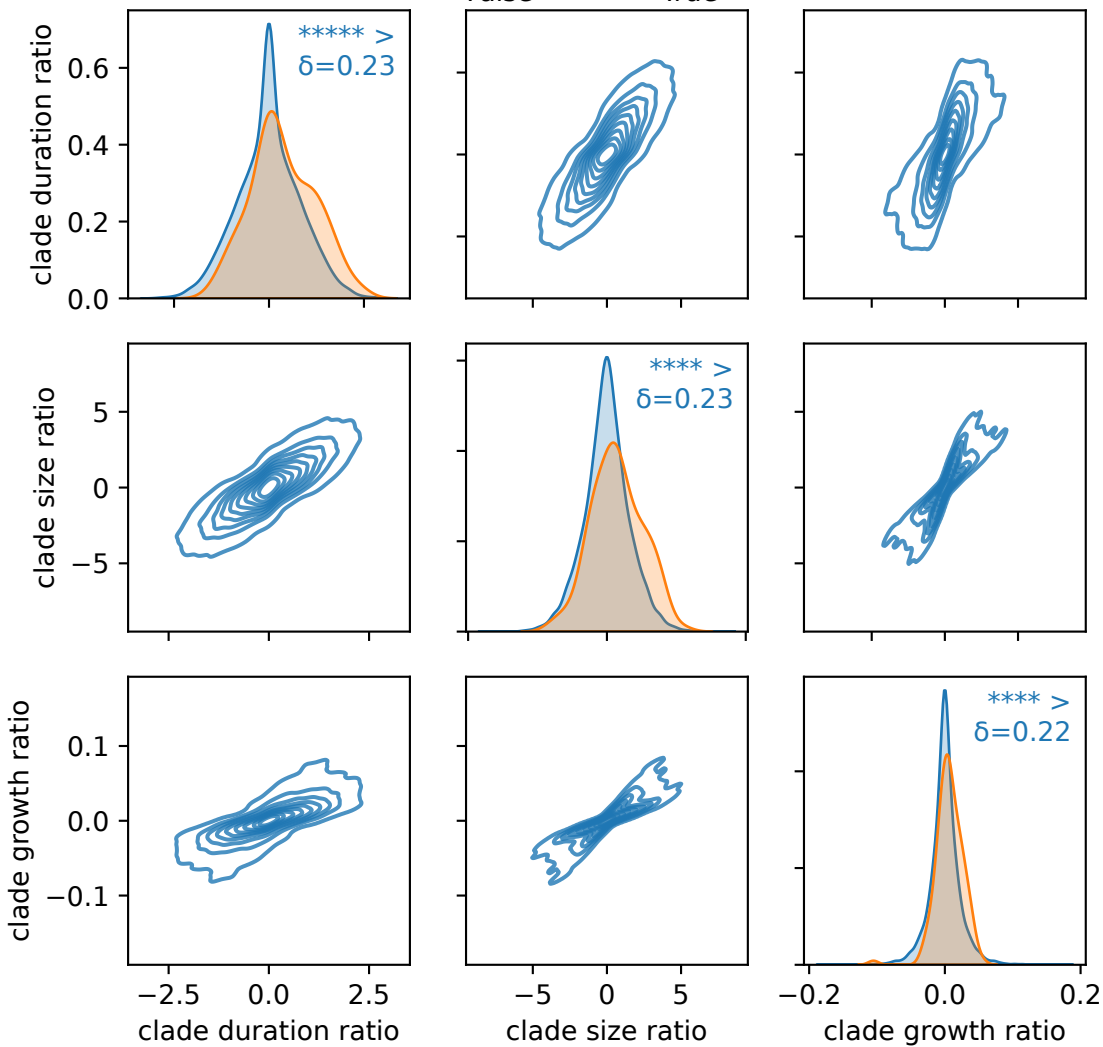 clade duration ratio
0.6
0.4
0.2
0.0
***** >
δ=0.23
clade size ratio
5
0
−5
**** >
δ=0.23
clade growth ratio
0.1
0.0
−0.1
**** >
δ=0.22
−2.5 0.0 2.5
clade duration ratio
−5 0 5
clade size ratio
−0.2 0.0 0.2
clade growth ratio